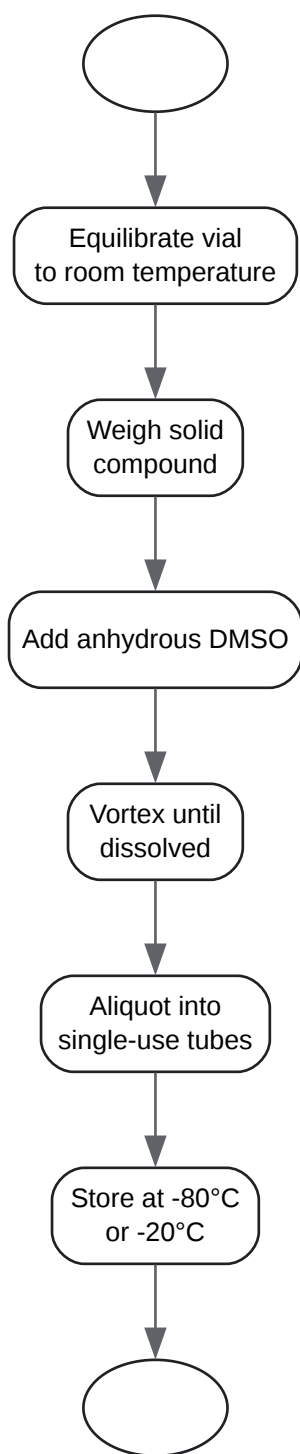 Equilibrate vial
to room temperature
Weigh solid
compound
Add anhydrous DMSO
Vortex until
dissolved
Aliquot into
single-use tubes
Store at -80°C
or -20°C